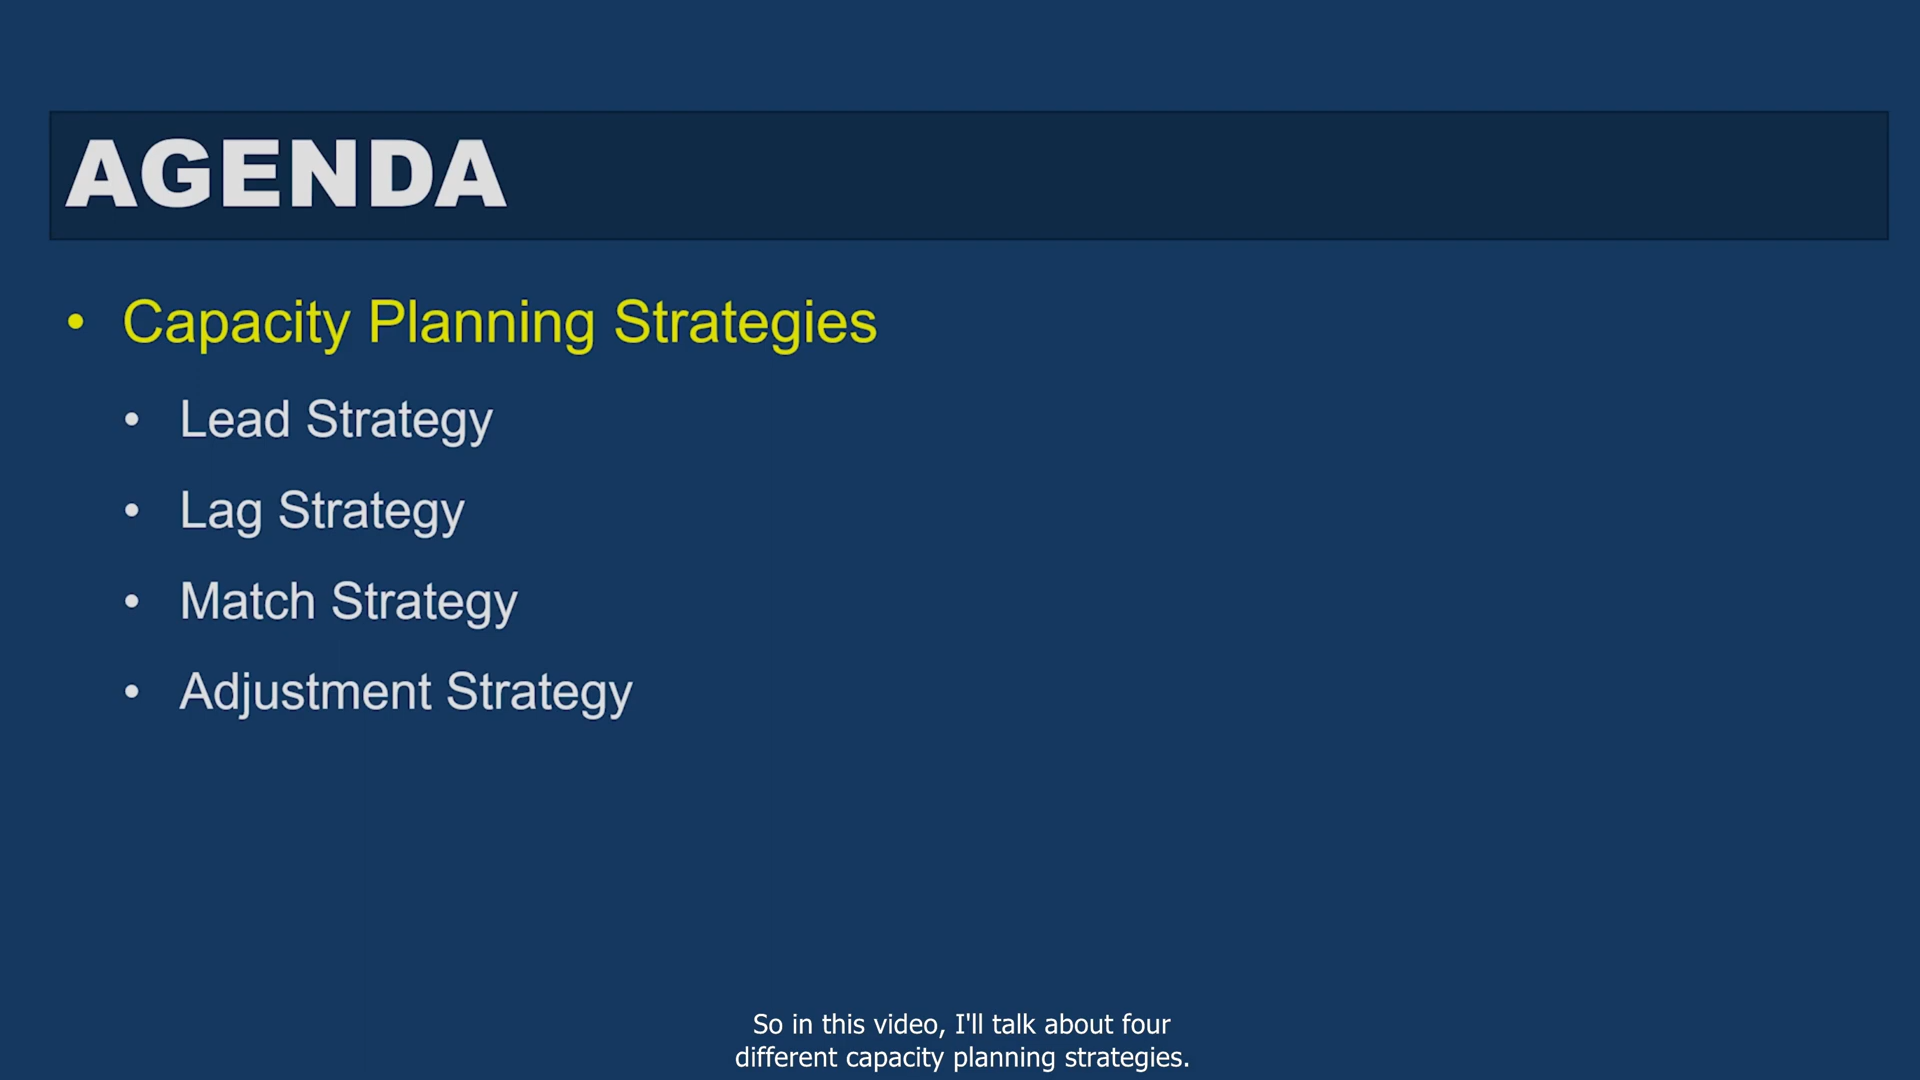 AGENDA
• Capacity Planning Strategies
• Lead Strategy
• Lag Strategy
• Match Strategy
• Adjustment Strategy
So in this video, I'll talk about four
different capacity planning strategies.